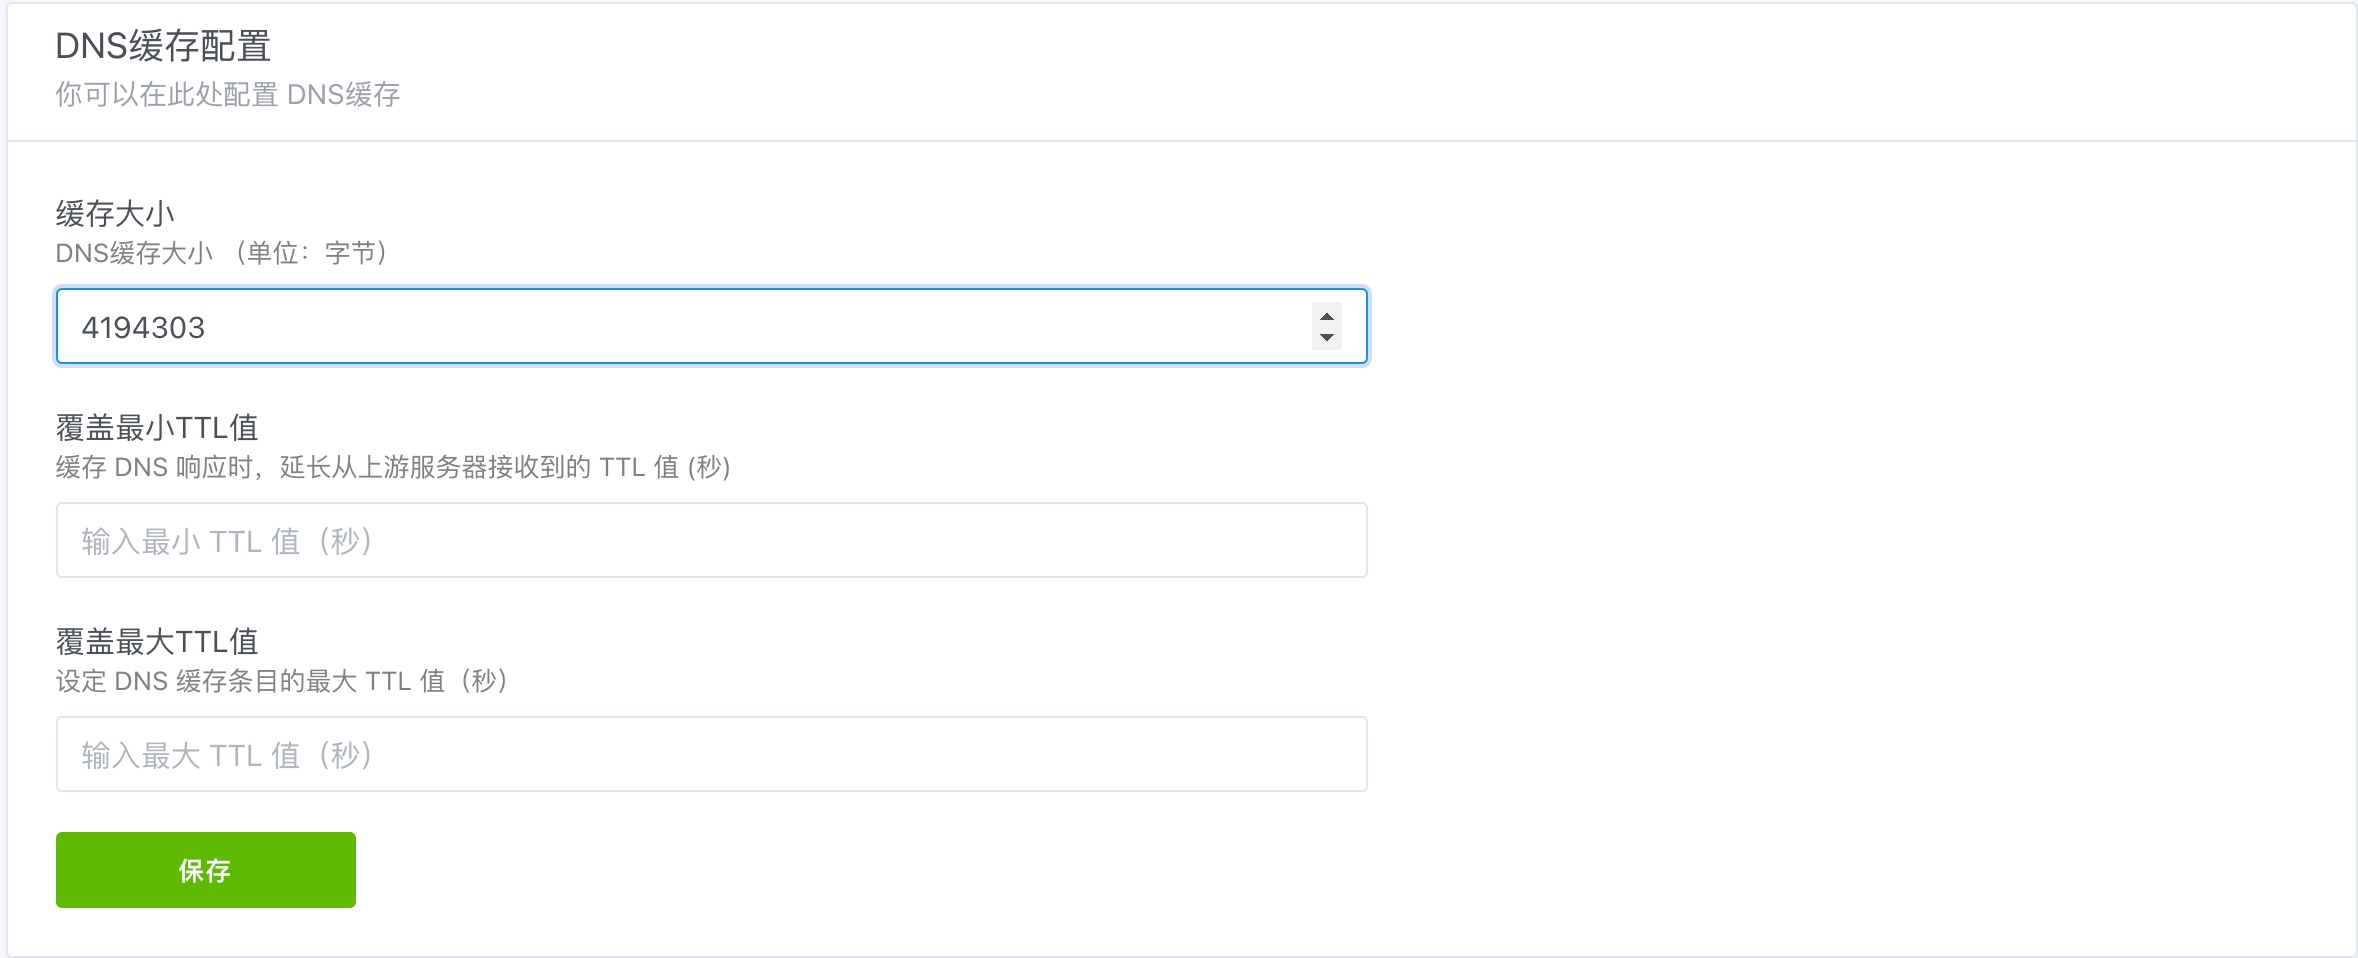 DNS缓存配置
你可以在此处配置 DNS缓存
缓存大小
DNS缓存大小 （单位：字节）
4194303
覆盖最小TTL值
缓存 DNS 响应时，延长从上游服务器接收到的 TTL 值 (秒)
输入最小 TTL 值（秒）
覆盖最大TTL值
设定 DNS 缓存条目的最大 TTL 值（秒）
输入最大 TTL 值（秒）
保存